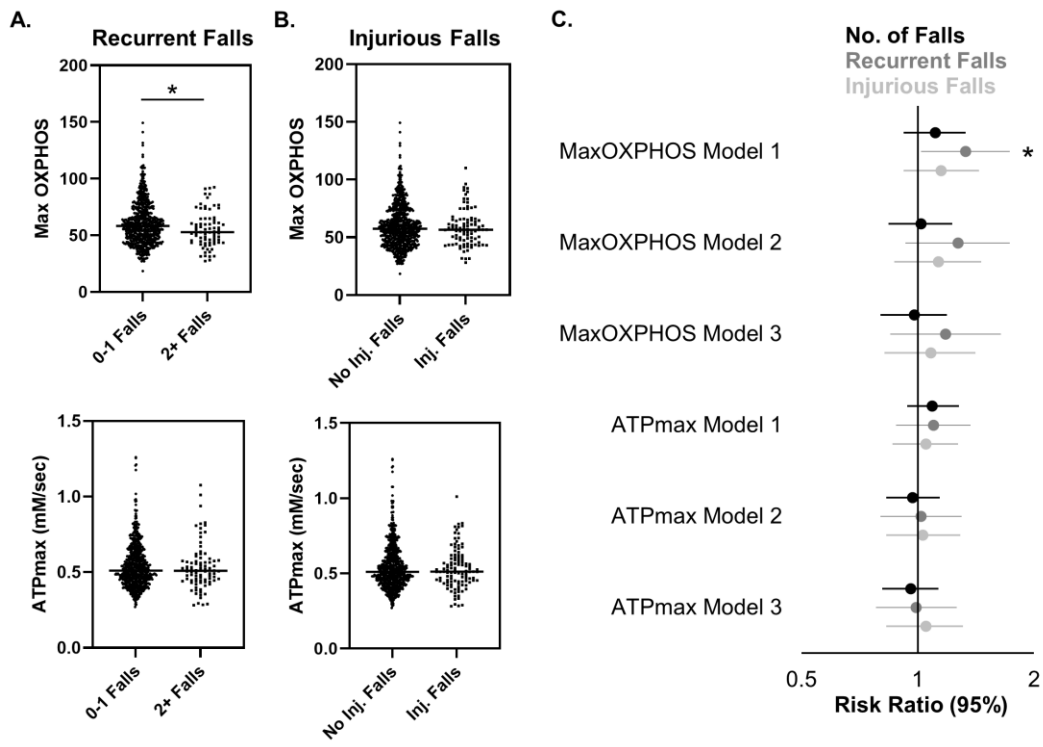 A.
Recurrent Falls
Max OXPHOS
200
150
100
50
0
*
0-1 Falls
2+ Falls
ATPmax (mM/sec)
1.5
1.0
0.5
0.0
0-1 Falls
2+ Falls
B.
Injurious Falls
Max OXPHOS
200
150
100
50
0
No Inj. Falls
Inj. Falls
ATPmax (mM/sec)
1.5
1.0
0.5
0.0
No Inj. Falls
Inj. Falls
C.
No. of Falls
Recurrent Falls
Injurious Falls
MaxOXPHOS Model 1
*
MaxOXPHOS Model 2
MaxOXPHOS Model 3
ATPmax Model 1
ATPmax Model 2
ATPmax Model 3
0.5 1 2
Risk Ratio (95%)